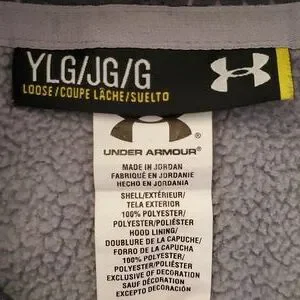 YLG/JG/G
LOOSE/COUPE LÂCHE/SUELTO
UNDER ARMOUR®
MADE IN JORDAN
FABRIQUÉ EN JORDANIE
HECHO EN JORDANIA
SHELL/EXTÉRIEUR/
TELA EXTERIOR
100% POLYESTER/
POLYESTER/POLIÉSTER
HOOD LINING/
DOUBLURE DE LA CAPUCHE/
FORRO DE LA CAPUCHA
100% POLYESTER/
POLYESTER/POLIÉSTER
EXCLUSIVE OF DECORATION
SAUF DÉCORATION
EXCEPTO DECORACIÓN